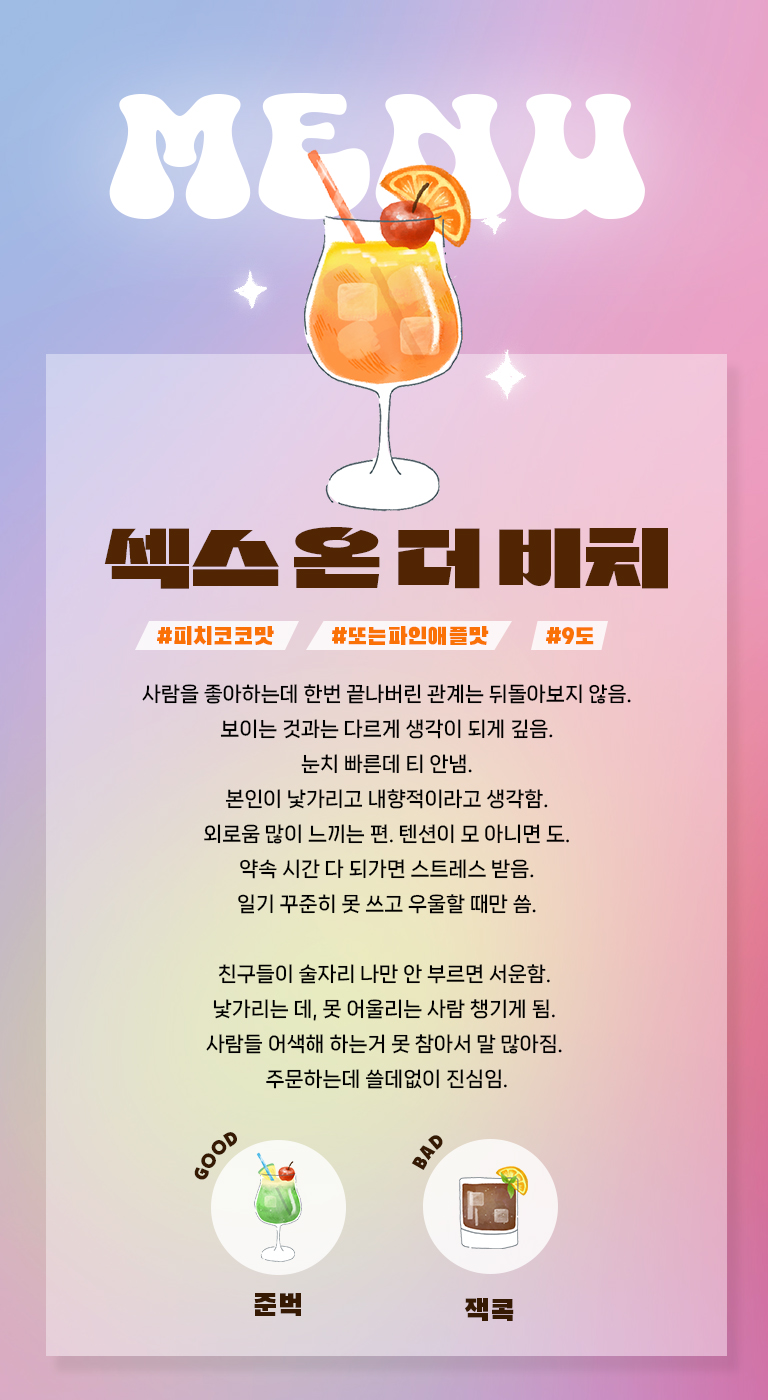 MENU
섹스 온 더 비치
#피치코코맛 #또는파인애플맛 #9도
사람을 좋아하는데 한번 끝나버린 관계는 뒤돌아보지 않음.
보이는 것과는 다르게 생각이 되게 깊음.
눈치 빠른데 티 안냄.
본인이 낯가리고 내향적이라고 생각함.
외로움 많이 느끼는 편. 텐션이 모 아니면 도.
약속 시간 다 되가면 스트레스 받음.
일기 꾸준히 못 쓰고 우울할 때만 씀.
친구들이 술자리 나만 안 부르면 서운함.
낯가리는 데, 못 어울리는 사람 챙기게 됨.
사람들 어색해 하는거 못 참아서 말 많아짐.
주문하는데 쓸데없이 진심임.
GOOD
준벅
BAD
잭콕